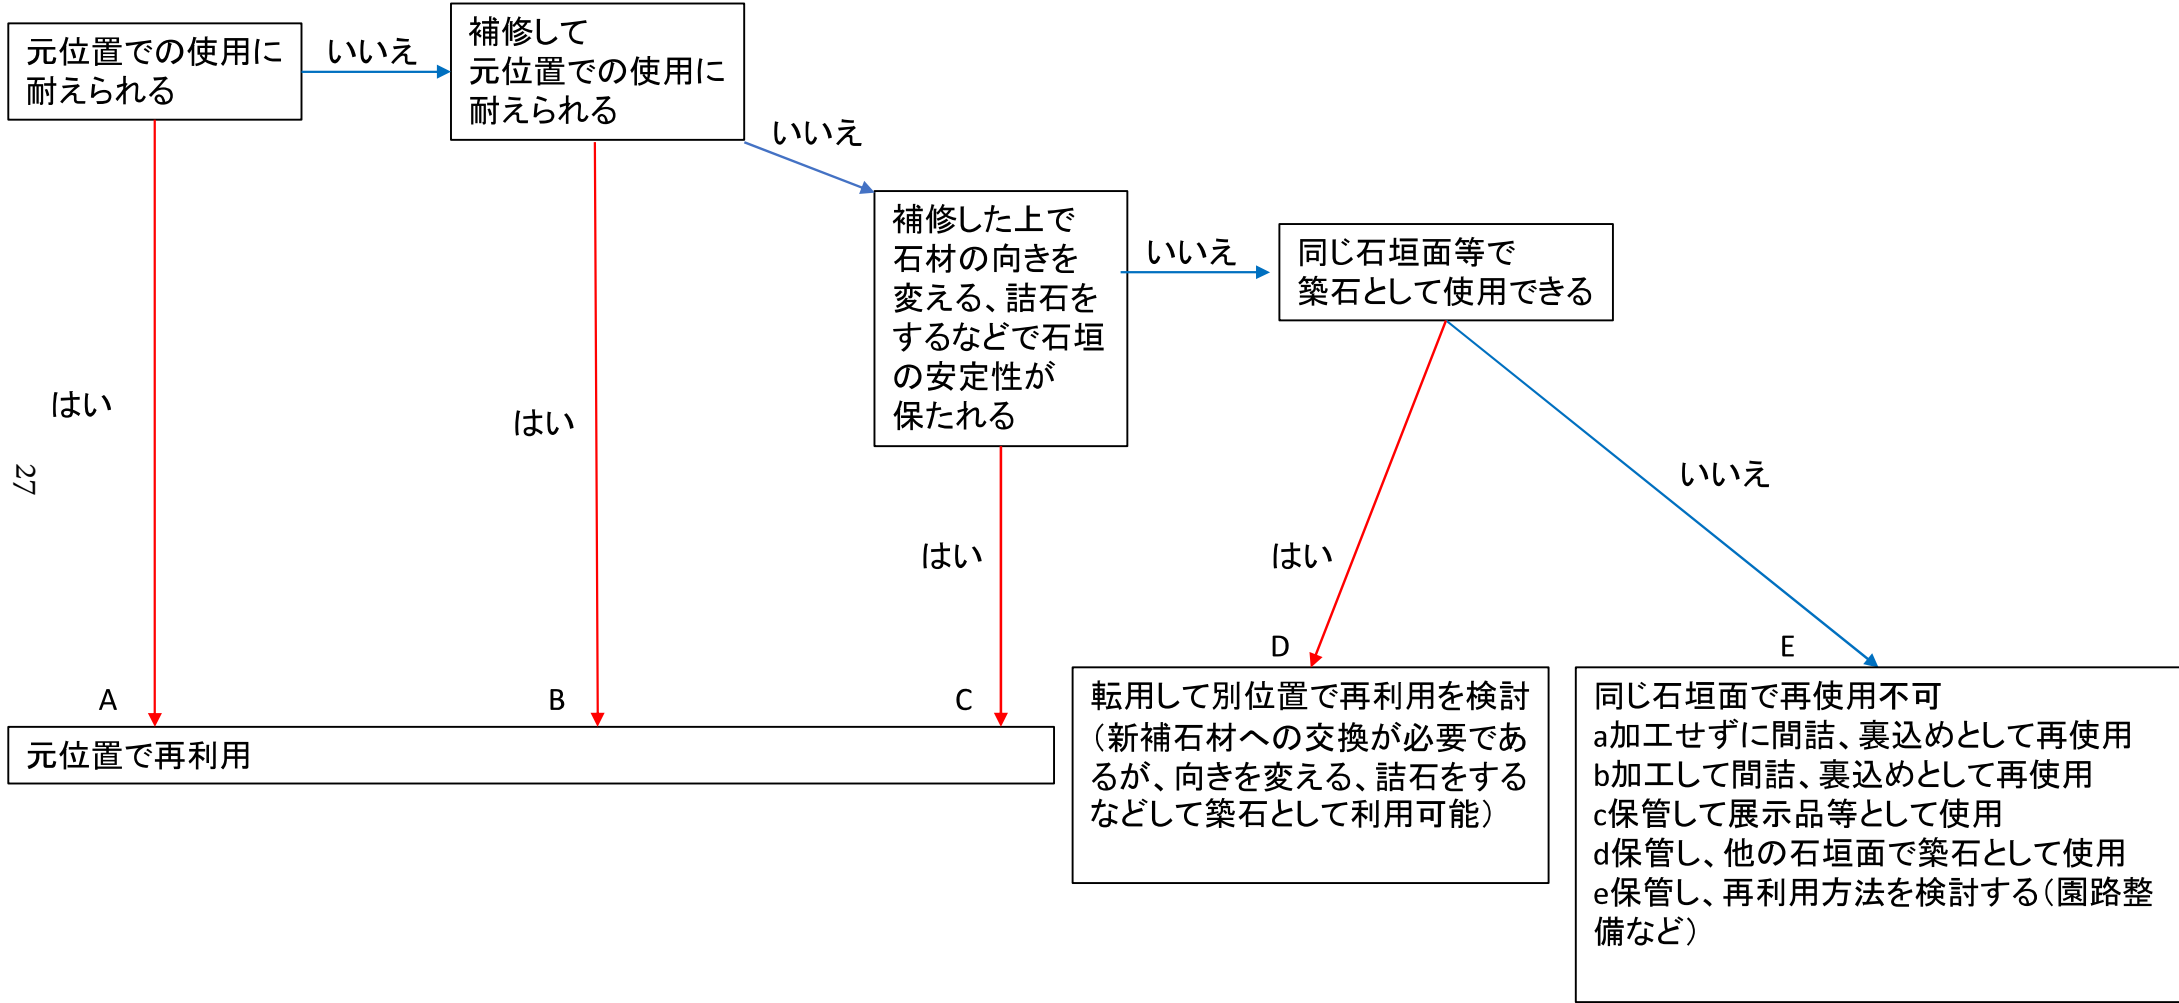 元位置での使用に
耐えられる
いいえ
補修して
元位置での使用に
耐えられる
いいえ
補修した上で
石材の向きを
変える、詰石を
するなどで石垣
の安定性が
保たれる
いいえ
同じ石垣面等で
築石として使用できる
はい
はい
はい
はい
いいえ
27
A
B
C
D
E
元位置で再利用
転用して別位置で再利用を検討
（新補石材への交換が必要であ
るが、向きを変える、詰石をする
などして築石として利用可能）
同じ石垣面で再使用不可
a加工せずに間詰、裏込めとして再使用
b加工して間詰、裏込めとして再使用
c保管して展示品等として使用
d保管し、他の石垣面で築石として使用
e保管し、再利用方法を検討する（園路整
備など）